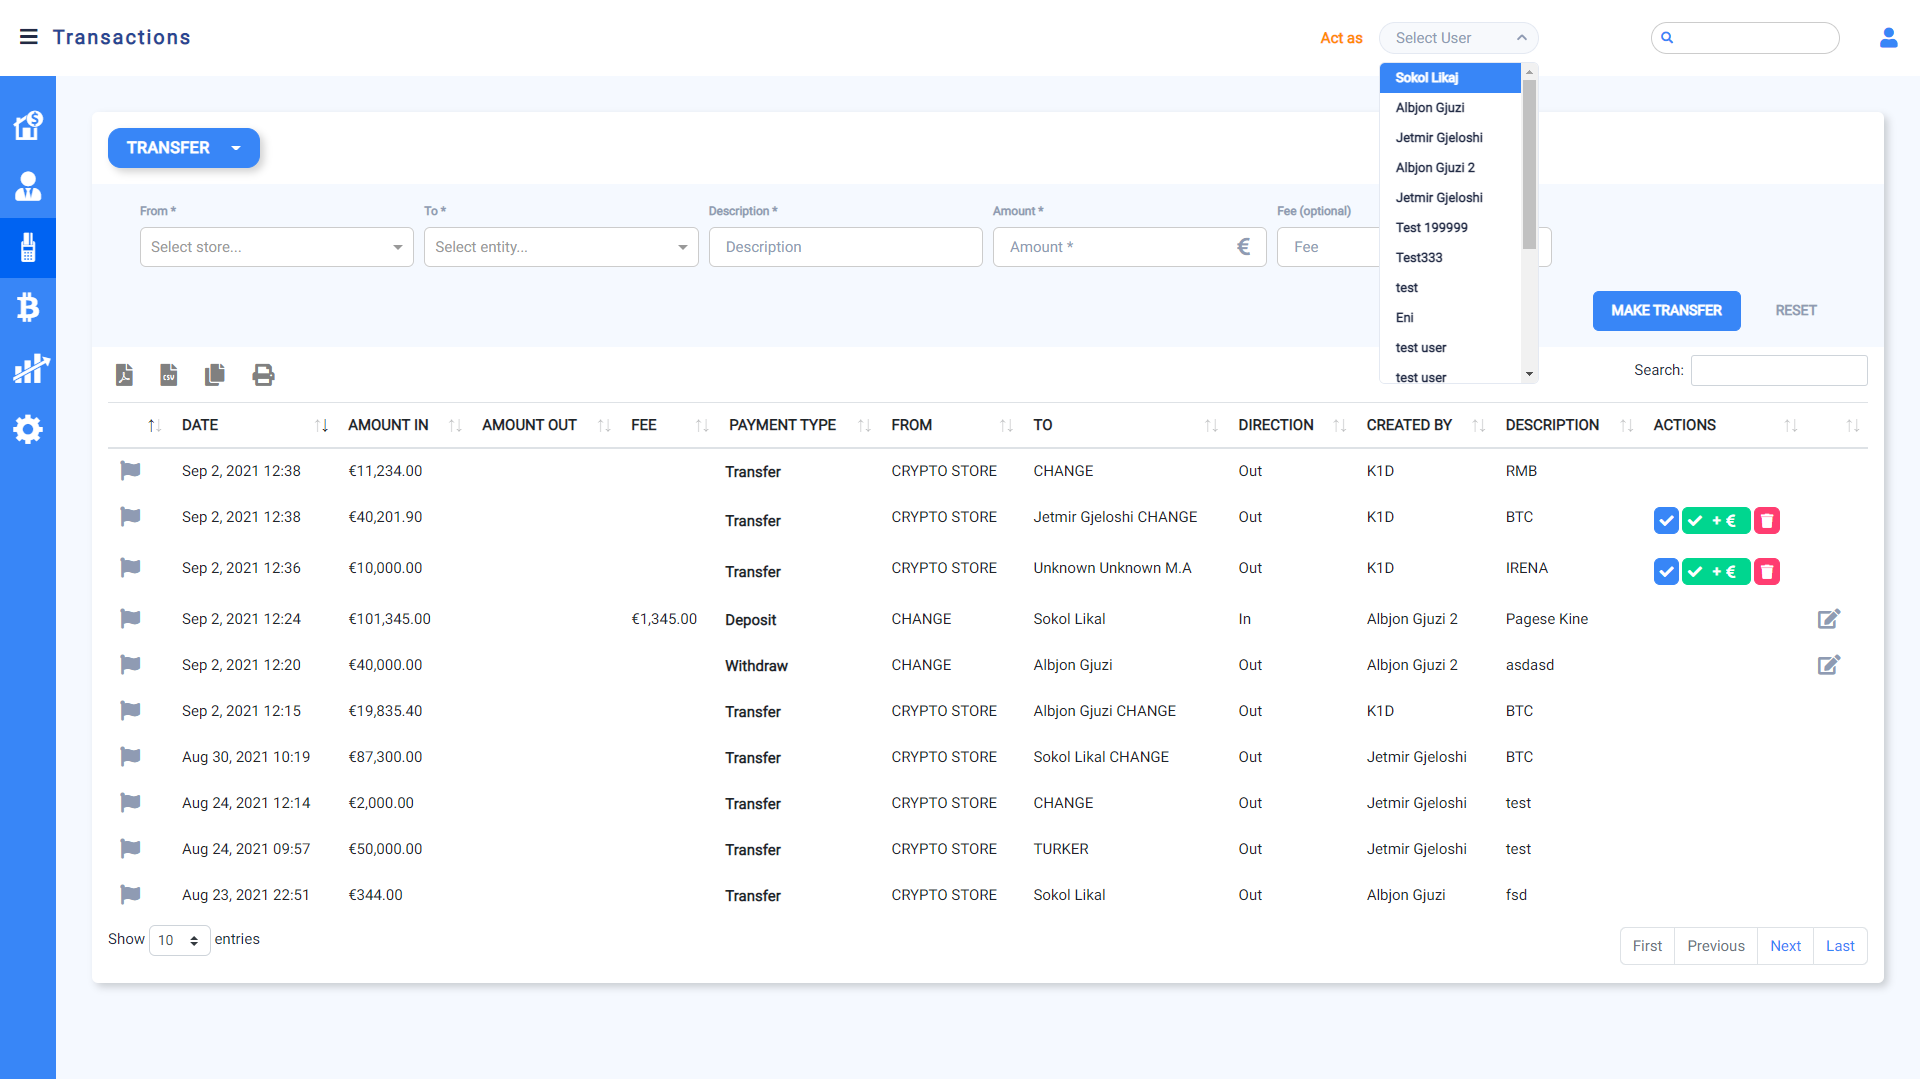 Transactions
Act as
Select User
Sokol Likaj
Albjon Gjuzi
Jetmir Gjeloshi
Albjon Gjuzi 2
Jetmir Gjeloshi
Test 199999
Test333
test
Eni
test user
test user
TRANSFER
From * To * Description * Amount * Fee (optional)
Select store... Select entity... Description Amount * € Fee
MAKE TRANSFER RESET
CSV
Search:
DATE AMOUNT IN AMOUNT OUT FEE PAYMENT TYPE FROM TO DIRECTION CREATED BY DESCRIPTION ACTIONS
Sep 2, 2021 12:38 €11,234.00 Transfer CRYPTO STORE CHANGE Out K1D RMB
Sep 2, 2021 12:38 €40,201.90 Transfer CRYPTO STORE Jetmir Gjeloshi CHANGE Out K1D BTC + €
Sep 2, 2021 12:36 €10,000.00 Transfer CRYPTO STORE Unknown Unknown M.A Out K1D IRENA + €
Sep 2, 2021 12:24 €101,345.00 €1,345.00 Deposit CHANGE Sokol Likal In Albjon Gjuzi 2 Pagese Kine
Sep 2, 2021 12:20 €40,000.00 Withdraw CHANGE Albjon Gjuzi Out Albjon Gjuzi 2 asdasd
Sep 2, 2021 12:15 €19,835.40 Transfer CRYPTO STORE Albjon Gjuzi CHANGE Out K1D BTC
Aug 30, 2021 10:19 €87,300.00 Transfer CRYPTO STORE Sokol Likal CHANGE Out Jetmir Gjeloshi BTC
Aug 24, 2021 12:14 €2,000.00 Transfer CRYPTO STORE CHANGE Out Jetmir Gjeloshi test
Aug 24, 2021 09:57 €50,000.00 Transfer CRYPTO STORE TURKER Out Jetmir Gjeloshi test
Aug 23, 2021 22:51 €344.00 Transfer CRYPTO STORE Sokol Likal Out Albjon Gjuzi fsd
Show 10 entries
First Previous Next Last